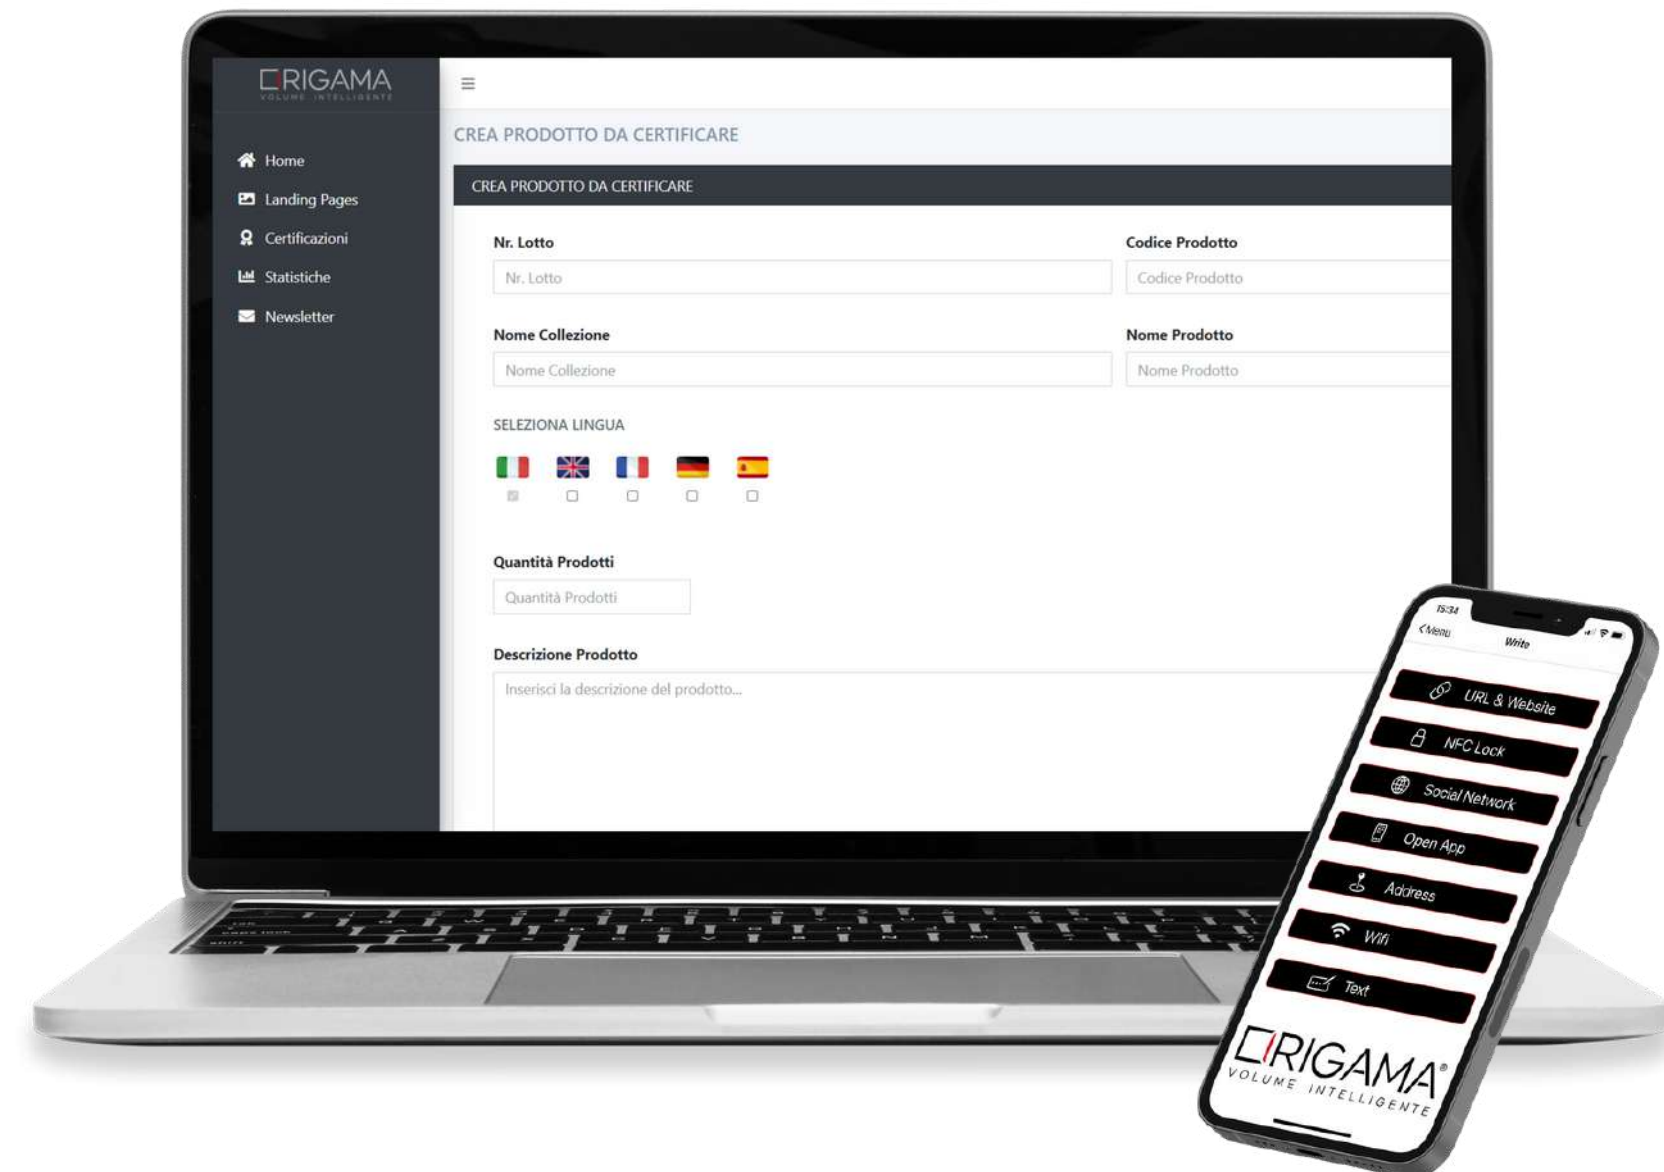 ORIGAMA
VOLUME INTELLIGENTE
Home
Landing Pages
Certificazioni
Statistiche
Newsletter
CREA PRODOTTO DA CERTIFICARE
CREA PRODOTTO DA CERTIFICARE
Nr. Lotto
Codice Prodotto
Nr. Lotto
Codice Prodotto
Nome Collezione
Nome Prodotto
Nome Collezione
Nome Prodotto
SELEZIONA LINGUA
Quantità Prodotti
Quantità Prodotti
Descrizione Prodotto
Inserisci la descrizione del prodotto...
15:34
Menu
Write
URL & Website
NFC Lock
Social Network
Open App
Address
Wifi
Text
ORIGAMA®
VOLUME INTELLIGENTE